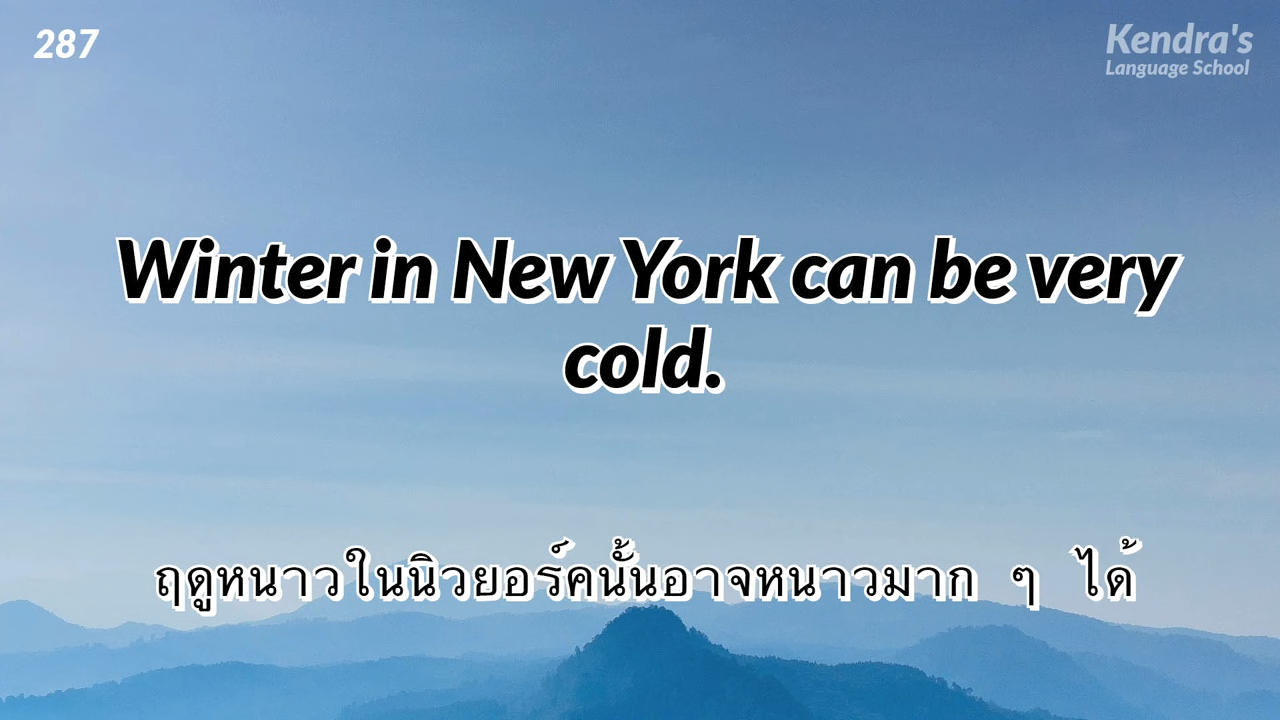 287
Kendra's
Language School
Winter in New York can be very
cold.
ฤดูหนาวในนิวยอร์คนั้นอาจหนาวมาก ๆ ได้